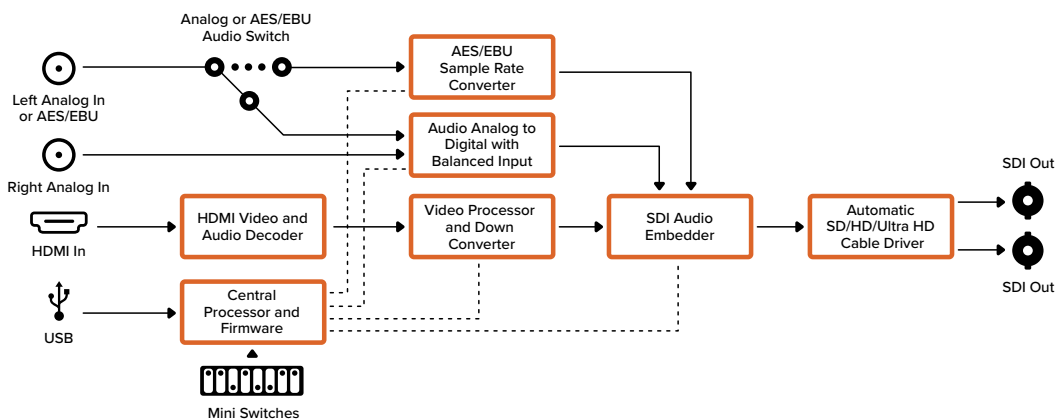 Analog or AES/EBU
Audio Switch
Left Analog In
or AES/EBU
AES/EBU
Sample Rate
Converter
Right Analog In
Audio Analog to
Digital with
Balanced Input
HDMI In
HDMI Video and
Audio Decoder
Video Processor
and Down
Converter
SDI Audio
Embedder
Automatic
SD/HD/Ultra HD
Cable Driver
SDI Out
SDI Out
USB
Central
Processor and
Firmware
Mini Switches